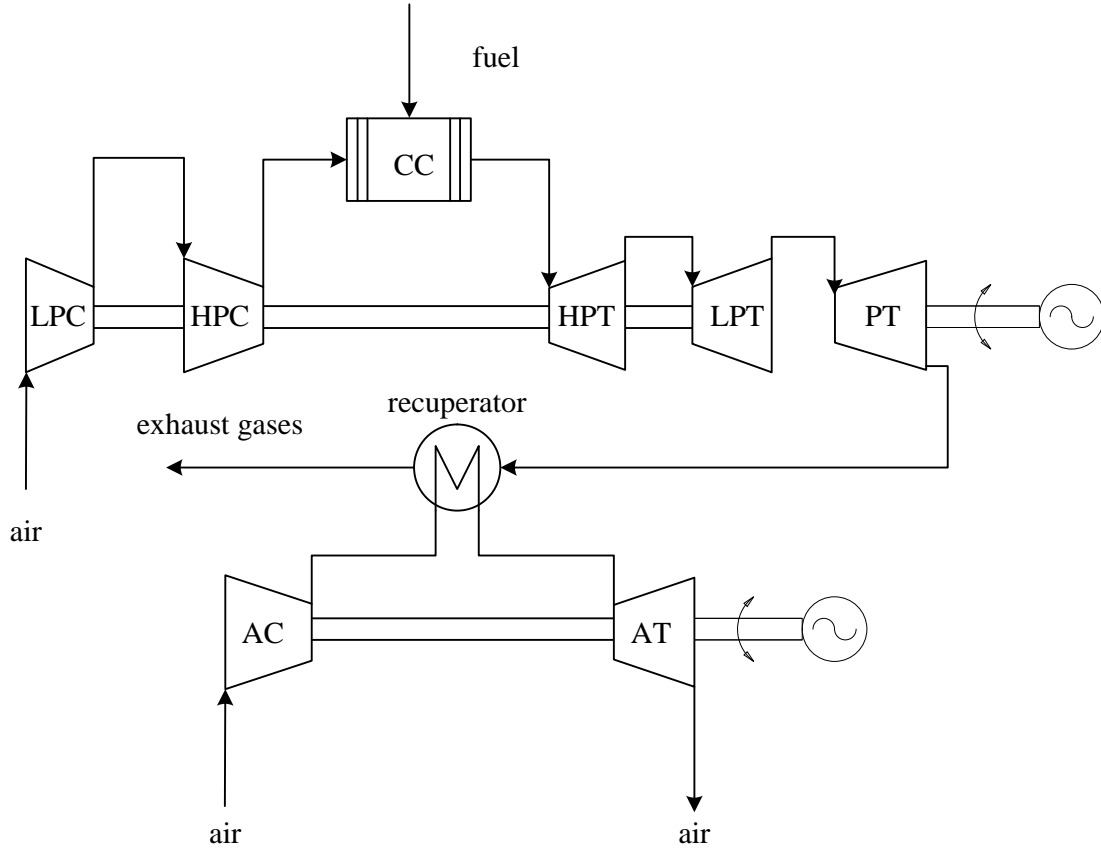 fuel
CC
LPC
HPC
HPT
LPT
PT
recuperator
exhaust gases
air
AC
AT
air
air